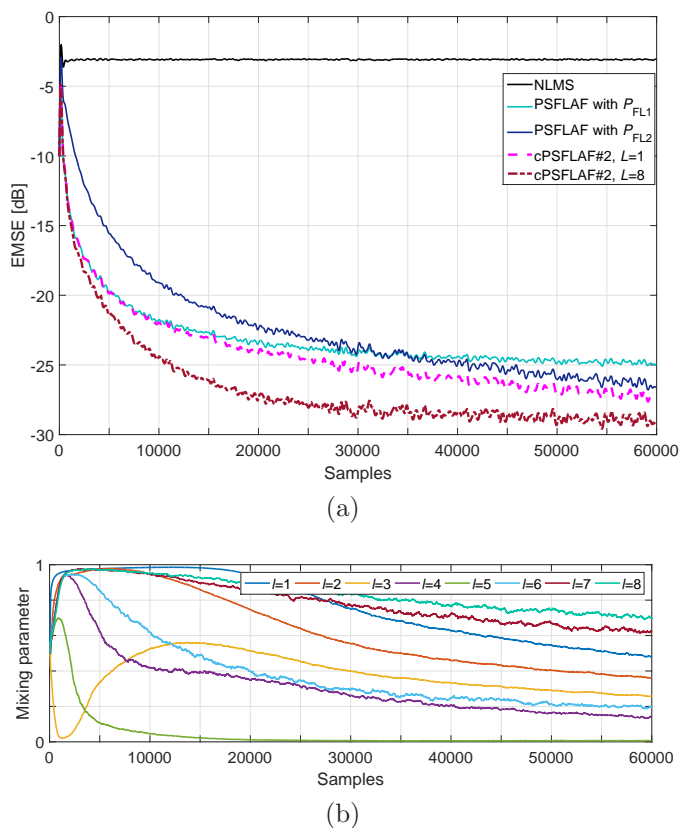 0
-5
-10
-15
-20
-25
-30
EMSE [dB]
NLMS
PSFLAF with P_FL1
PSFLAF with P_FL2
cPSFLAF#2, L=1
cPSFLAF#2, L=8
0 10000 20000 30000 40000 50000 60000
Samples
(a)
1
0
Mixing parameter
l=1 l=2 l=3 l=4 l=5 l=6 l=7 l=8
0 10000 20000 30000 40000 50000 60000
Samples
(b)